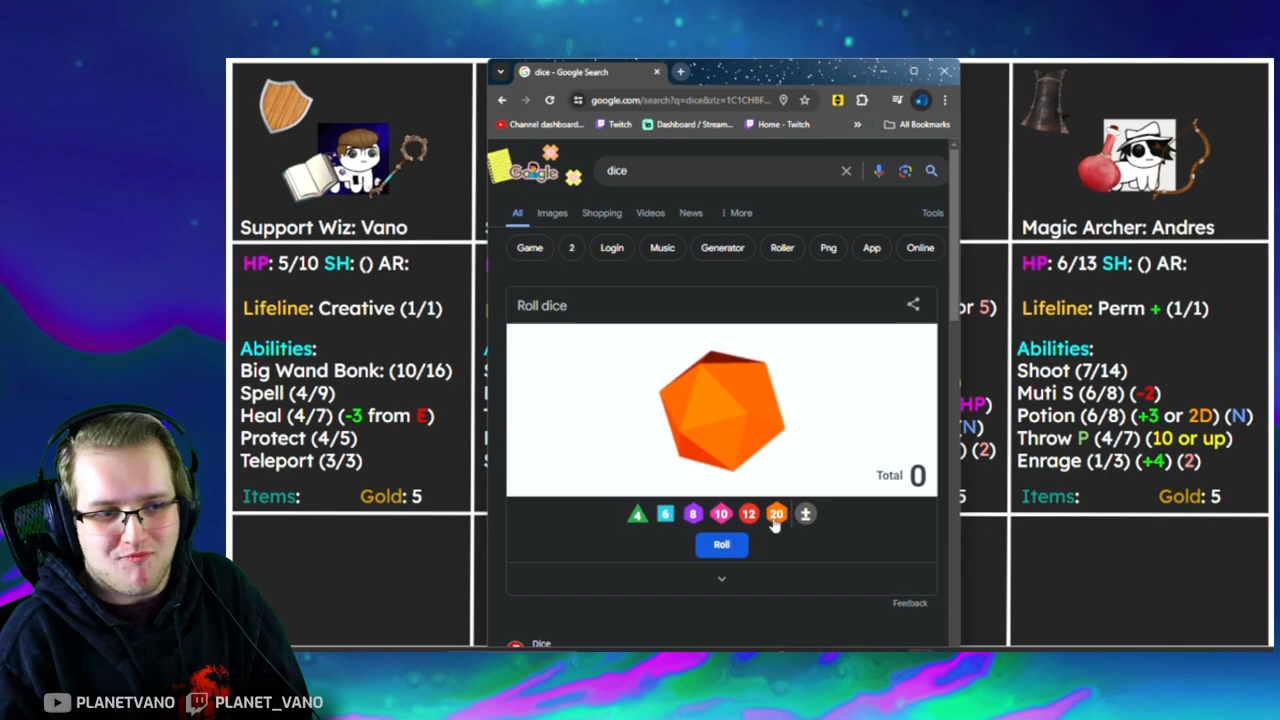 dice - Google Search
google.com/search?q=dice&rlz=1C1CHBF...
Channel dashboard...
Twitch
Dashboard / Stream...
Home - Twitch
»
All Bookmarks
Google
dice
All
Images
Shopping
Videos
News
More
Tools
Game
2
Login
Music
Generator
Roller
Png
App
Online
Roll dice
Total 0
4
6
8
10
12
20
±
Roll
Feedback
Dice
Support Wiz: Vano
HP: 5/10 SH: () AR:
Lifeline: Creative (1/1)
Abilities:
Big Wand Bonk: (10/16)
Spell (4/9)
Heal (4/7) (-3 from E)
Protect (4/5)
Teleport (3/3)
Items: Gold: 5
or 5)
HP)
(N)
) (2)
5
Magic Archer: Andres
HP: 6/13 SH: () AR:
Lifeline: Perm + (1/1)
Abilities:
Shoot (7/14)
Muti S (6/8) (-2)
Potion (6/8) (+3 or 2D) (N)
Throw P (4/7) (10 or up)
Enrage (1/3) (+4) (2)
Items: Gold: 5
PLANETVANO PLANET_VANO